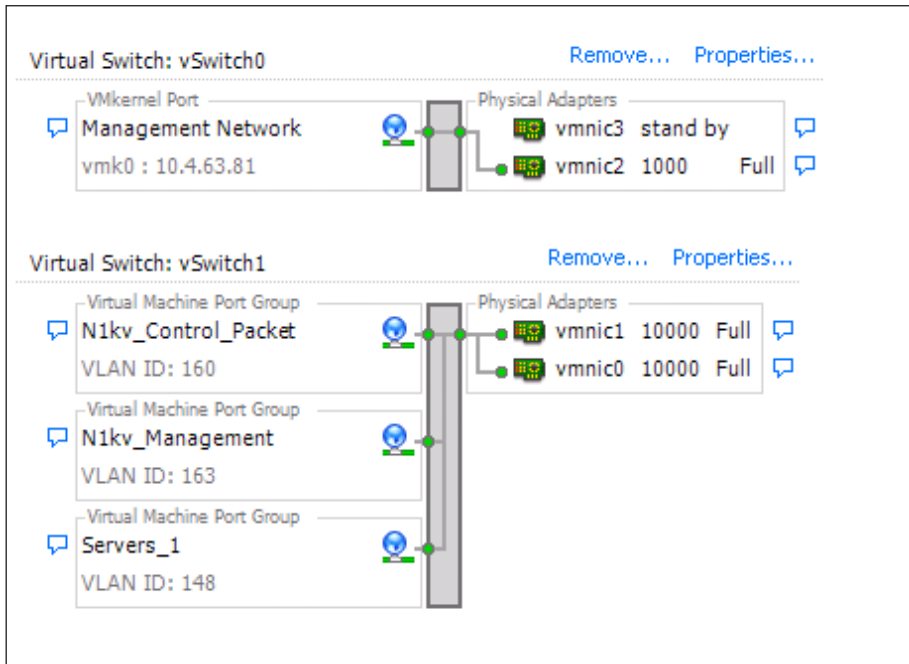 Virtual Switch: vSwitch0 Remove... Properties...
VMkernel Port Physical Adapters
Management Network vmnic3 stand by
vmk0 : 10.4.63.81 vmnic2 1000 Full
Virtual Switch: vSwitch1 Remove... Properties...
Virtual Machine Port Group Physical Adapters
N1kv_Control_Packet vmnic1 10000 Full
VLAN ID: 160 vmnic0 10000 Full
Virtual Machine Port Group
N1kv_Management
VLAN ID: 163
Virtual Machine Port Group
Servers_1
VLAN ID: 148